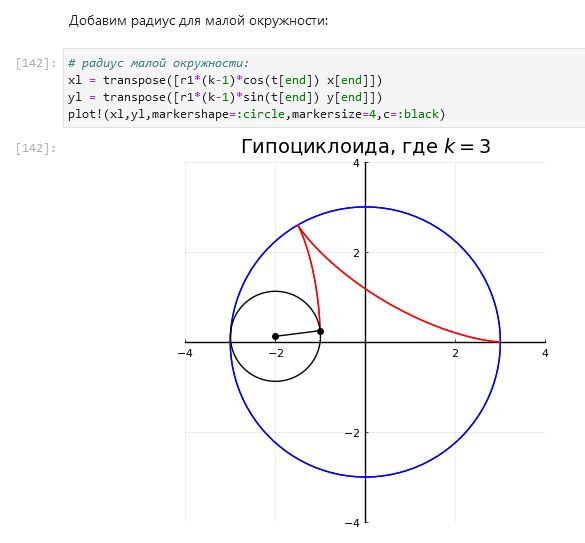 Добавим радиус для малой окружности:
[142]:
# радиус малой окружности:
xl = transpose([r1*(k-1)*cos(t[end]) x[end]])
yl = transpose([r1*(k-1)*sin(t[end]) y[end]])
plot!(xl,yl,markershape=:circle,markersize=4,c=:black)
[142]:
Гипоциклоида, где k = 3
4
2
−4 −2 2 4
−2
−4